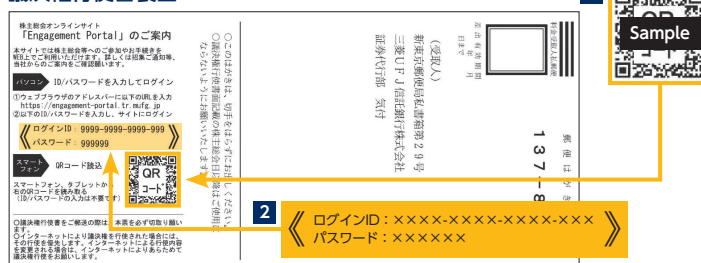 株主総会オンラインサイト
「Engagement Portal」のご案内
本サイトでは株主総会等へのご参加やお手続きを
WEB上でご利用いただけます。詳しくは招集ご通知等、
当社からのご案内をご確認願います。
パソコン
ID/パスワードを入力してログイン
①ウェブブラウザのアドレスバーに以下のURLを入力
https://engagement-portal.tr.mufg.jp
②以下のID/パスワードを入力し、サイトにログイン
ログインID: 9999-9999-9999-999
パスワード: 999999
スマート
フォン
QRコード読込
スマートフォン、タブレットから
右のQRコードを読み取る
(ID/パスワードの入力は不要です)
QR
コード
○議決権行使書をご郵送の際は、本票を必ず切取り願い
ます。
○インターネットにより議決権を行使された場合には、
その行使を優先します。インターネットによる行使内容
を変更される場合は、インターネットによりあらためて
議決権行使をお願いします。
料金受取人郵便
差出有効期間
年 月
日まで
(受取人)
新東京郵便局私書箱第29号
三菱UFJ信託銀行株式会社
証券代行部 気付
○このはがきは、切手をはらずにお出しください。
○議決権行使書面記載の株主総会日以降はご使用に
ならないようにお願いいたします。
郵便はがき
137-8
Sample
2
ログインID：××××-××××-××××-×××
パスワード：××××××